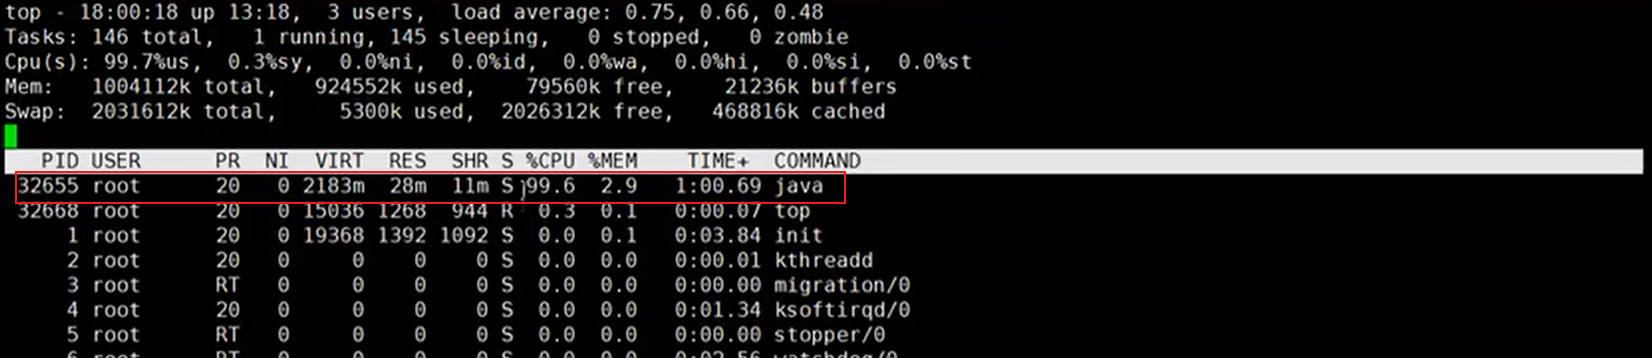 top - 18:00:18 up 13:18,  3 users,  load average: 0.75, 0.66, 0.48
Tasks: 146 total,   1 running, 145 sleeping,   0 stopped,   0 zombie
Cpu(s): 99.7%us,  0.3%sy,  0.0%ni,  0.0%id,  0.0%wa,  0.0%hi,  0.0%si,  0.0%st
Mem:   1004112k total,   924552k used,    79560k free,    21236k buffers
Swap:  2031612k total,     5300k used,  2026312k free,   468816k cached
PID USER      PR  NI  VIRT  RES  SHR S %CPU %MEM    TIME+  COMMAND
32655 root      20   0 2183m  28m  11m S 99.6  2.9   1:00.69 java
32668 root      20   0 15036 1268  944 R  0.3  0.1   0:00.07 top
1 root      20   0 19368 1392 1092 S  0.0  0.1   0:03.84 init
2 root      20   0     0    0    0 S  0.0  0.0   0:00.01 kthreadd
3 root      RT   0     0    0    0 S  0.0  0.0   0:00.00 migration/0
4 root      20   0     0    0    0 S  0.0  0.0   0:01.34 ksoftirqd/0
5 root      RT   0     0    0    0 S  0.0  0.0   0:00.00 stopper/0
6 root      RT   0     0    0    0 S  0.0  0.0   0:02.56 watchdog/0